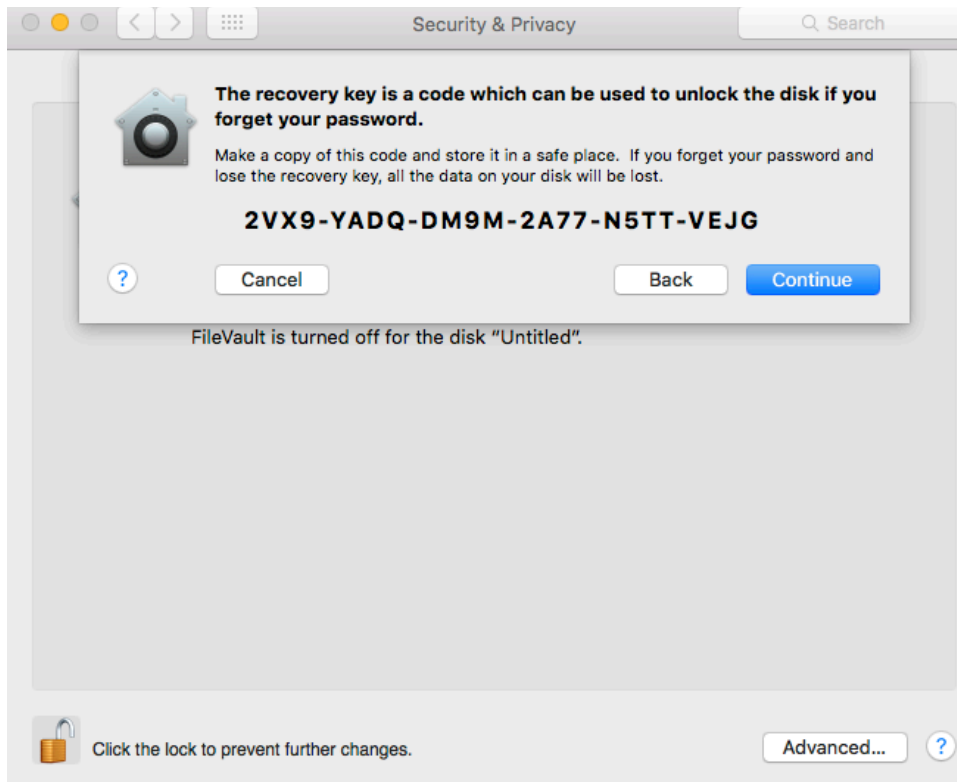 Security & Privacy
Search
The recovery key is a code which can be used to unlock the disk if you
forget your password.
Make a copy of this code and store it in a safe place. If you forget your password and
lose the recovery key, all the data on your disk will be lost.
2VX9-YADQ-DM9M-2A77-N5TT-VEJG
?
Cancel
Back
Continue
FileVault is turned off for the disk “Untitled”.
Click the lock to prevent further changes.
Advanced...
?